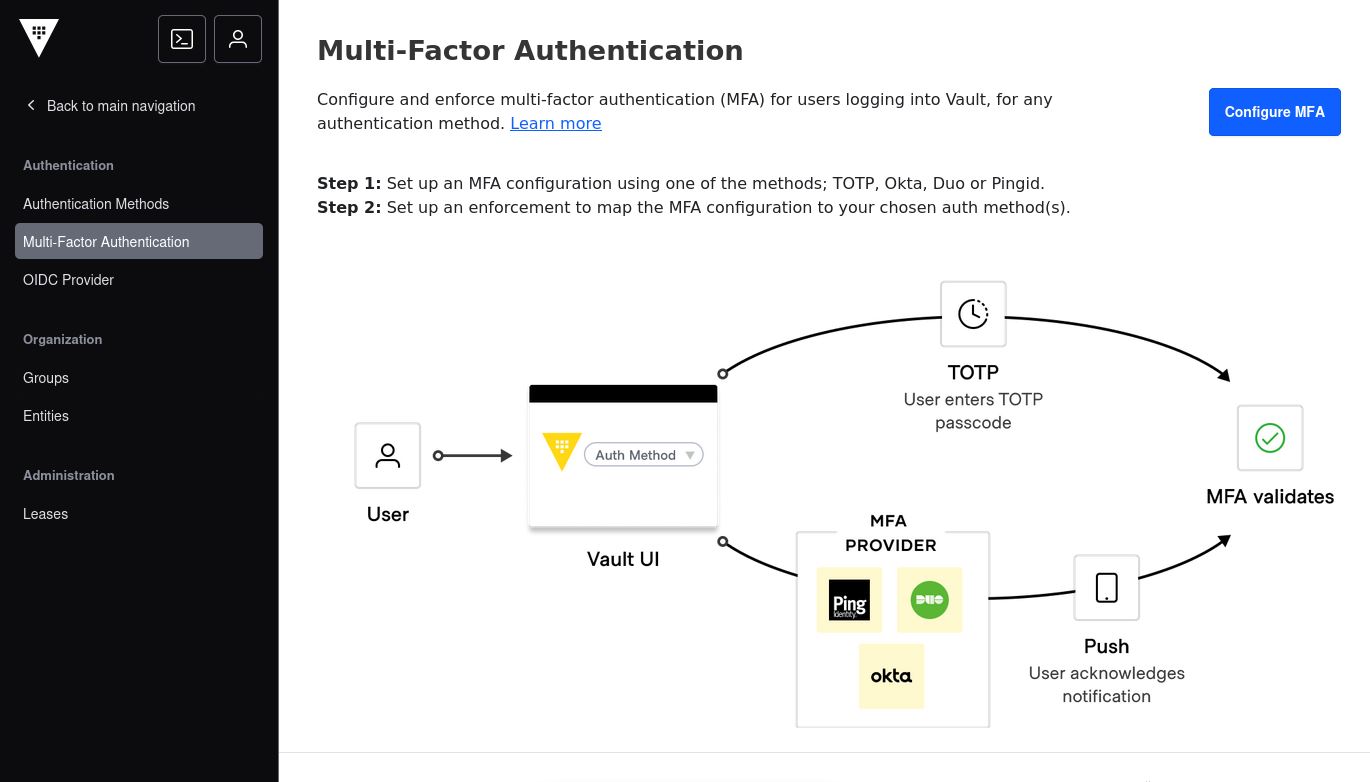 Back to main navigation
Authentication
Authentication Methods
Multi-Factor Authentication
OIDC Provider
Organization
Groups
Entities
Administration
Leases
Multi-Factor Authentication
Configure and enforce multi-factor authentication (MFA) for users logging into Vault, for any
authentication method. Learn more
Configure MFA
Step 1: Set up an MFA configuration using one of the methods; TOTP, Okta, Duo or Pingid.
Step 2: Set up an enforcement to map the MFA configuration to your chosen auth method(s).
User
Auth Method
Vault UI
TOTP
User enters TOTP
passcode
MFA
PROVIDER
Ping
Identity
DUO
okta
Push
User acknowledges
notification
MFA validates